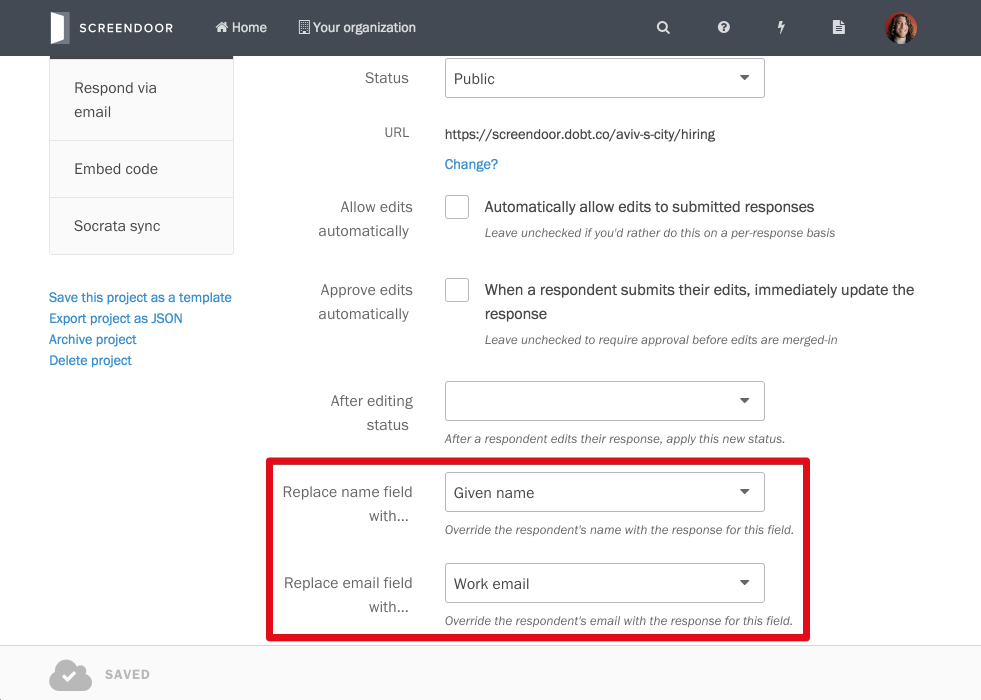 SCREENDOOR
Home
Your organization
Respond via
email
Embed code
Socrata sync
Save this project as a template
Export project as JSON
Archive project
Delete project
Status
Public
URL
https://screendoor.dobt.co/aviv-s-city/hiring
Change?
Allow edits
automatically
Automatically allow edits to submitted responses
Leave unchecked if you'd rather do this on a per-response basis
Approve edits
automatically
When a respondent submits their edits, immediately update the
response
Leave unchecked to require approval before edits are merged-in
After editing
status
After a respondent edits their response, apply this new status.
Replace name field
with...
Given name
Override the respondent's name with the response for this field.
Replace email field
with...
Work email
Override the respondent's email with the response for this field.
SAVED